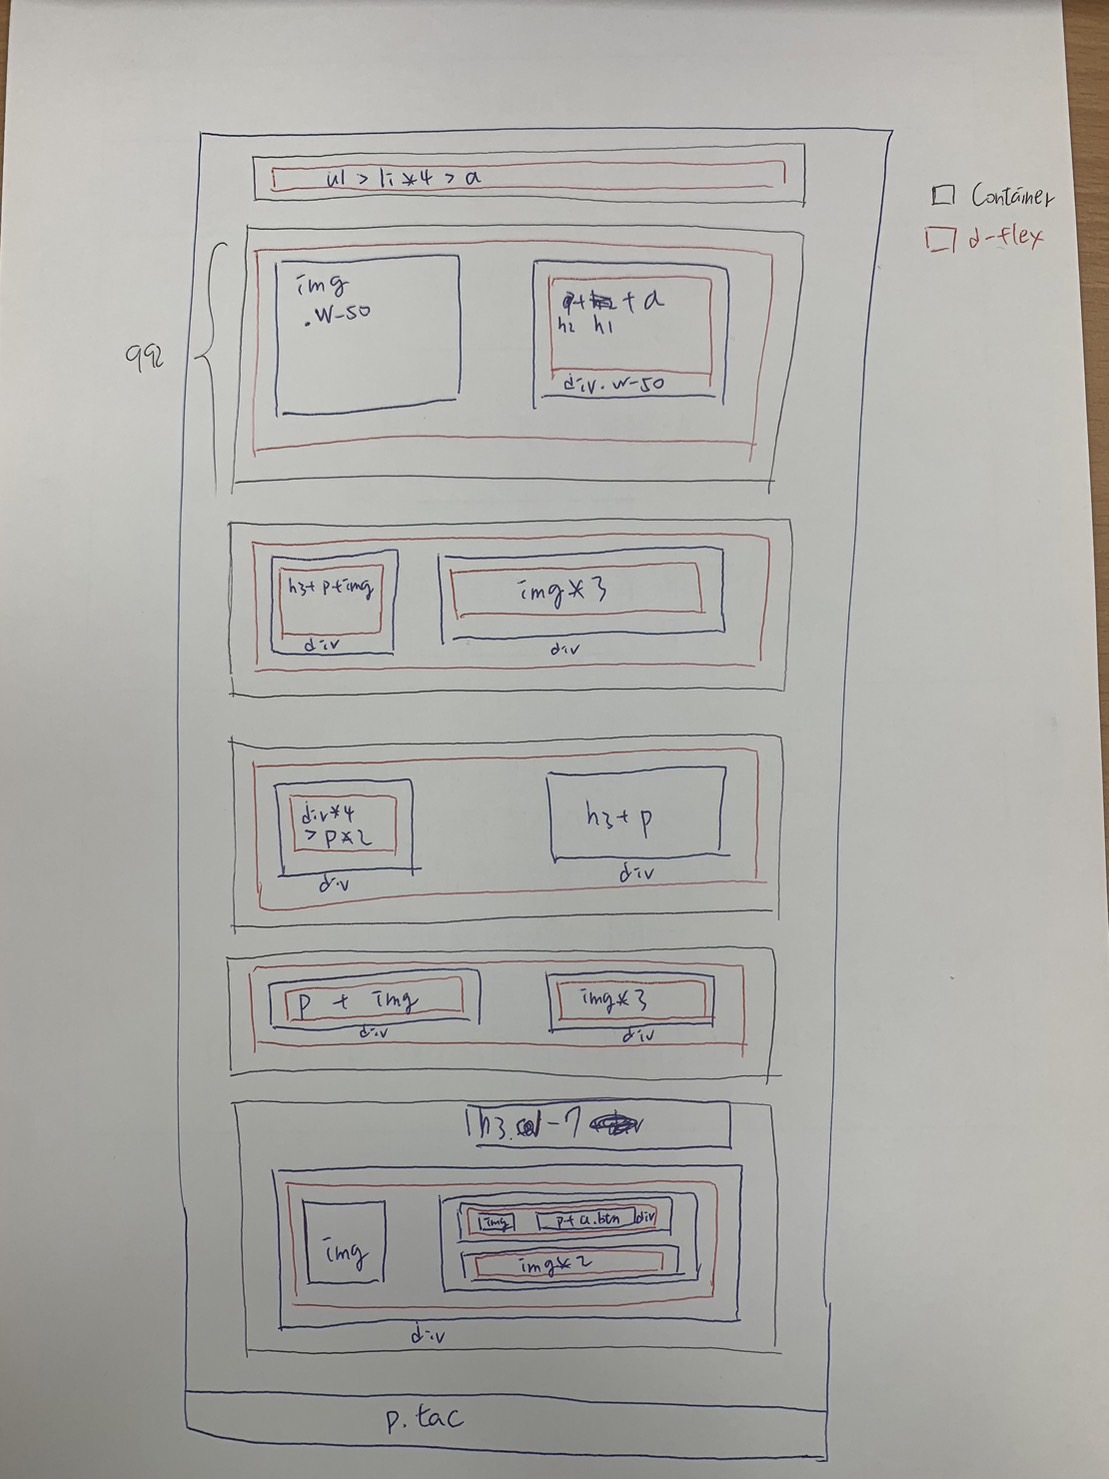 ul > li *4 > a
Container
d-flex
992
img
.w-50
+ + a
h2 h1
div.w-50
h3+p+img
div
img*3
div
div*4
> p*2
div
h3+p
div
p + img
div
img*3
div
h3.col-7
img
img
p+a.btn
div
img*2
div
p.tac